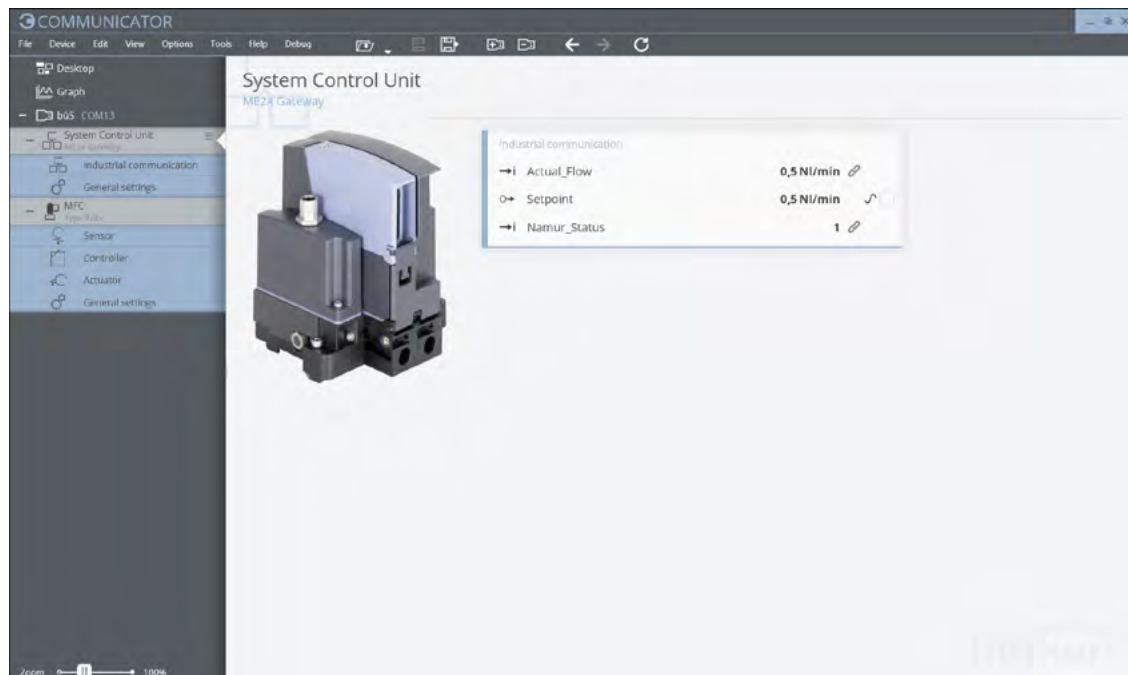 COMMUNICATOR
File Device Edit View Options Tools Help Debug
Desktop
Graph
büS COM13
System Control Unit
Industrial communication
General settings
MFC
Sensor
Controller
Actuator
General settings
Zoom 100%
System Control Unit
ME2X Gateway
Industrial communication
Actual_Flow 0,5 Nl/min
Setpoint 0,5 Nl/min
Namur_Status 1